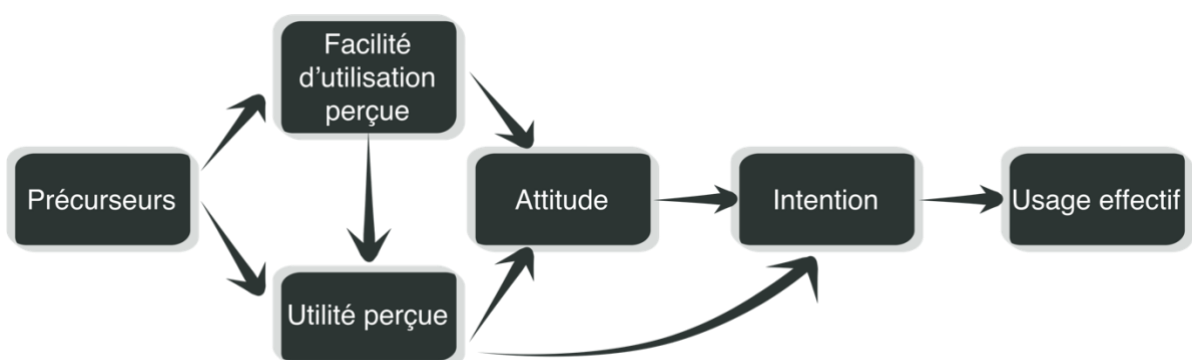 Facilité
d'utilisation
perçue
Précurseurs
Attitude
Intention
Usage effectif
Utilité perçue